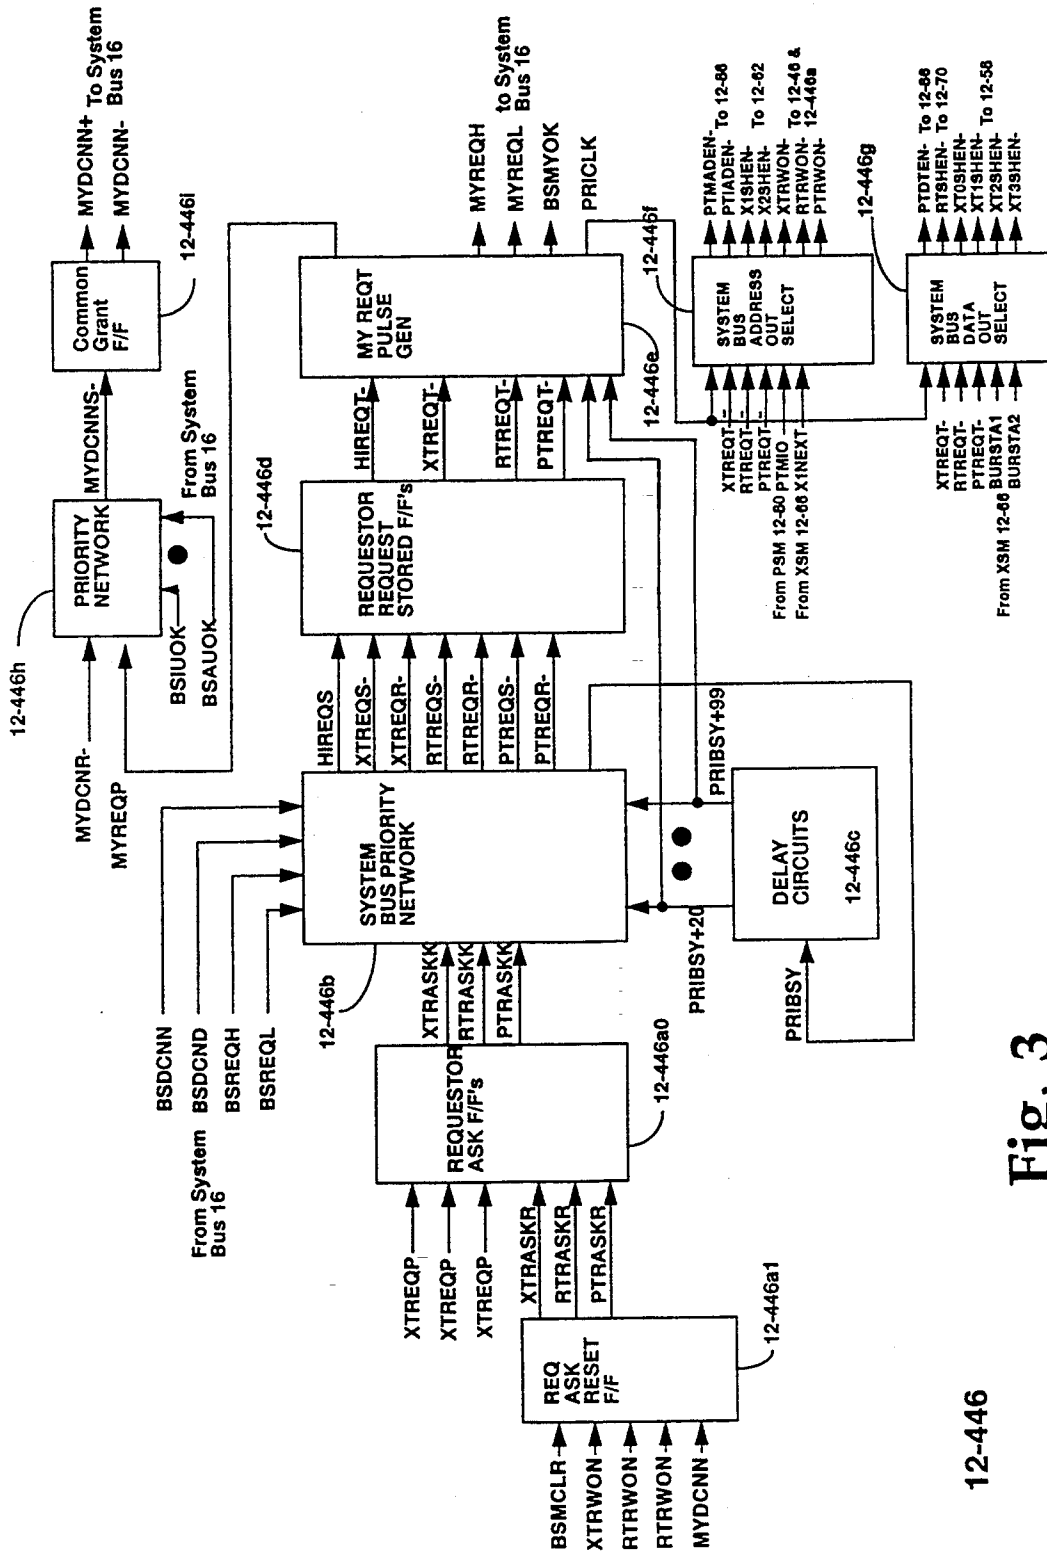 MYDCNN+
MYDCNN-
To System
Bus 16
12-446i
Common
Grant
F/F
MYDCNNS-
From System
Bus 16
PRIORITY
NETWORK
12-446h
BSIUOK
BSAUOK
MYDCNR-
MYREQP
MYREQH
MYREQL
to System
Bus 16
BSMYOK
PRICLK
MY REQT
PULSE
GEN
12-446e
HIREQT-
XTREQT-
RTREQT-
PTREQT-
12-446d
REQUESTOR
REQUEST
STORED F/F's
HIREQS
XTREQS-
XTREQR-
RTREQS-
RTREQR-
PTREQS-
PTREQR-
SYSTEM
BUS PRIORITY
NETWORK
12-446b
BSDCNN
BSDCND
BSREQH
BSREQL
From System
Bus 16
PRIBSY+99
PRIBSY+20
DELAY
CIRCUITS
12-446c
PRIBSY
XTRASKK
RTRASKK
PTRASKK
REQUESTOR
ASK F/F's
12-446a0
XTREQP
XTREQP
XTREQP
XTRASKR
RTRASKR
PTRASKR
REQ
ASK
RESET
F/F
12-446a1
BSMCLR-
XTRWON-
RTRWON-
RTRWON-
MYDCNN-
12-446f
SYSTEM
BUS
ADDRESS
OUT
SELECT
PTMADEN-
PTIADEN- To 12-86
X1SHEN-
X2SHEN- To 12-62
XTRWON-
RTRWON- To 12-46 &
PTRWON- 12-446a
XTREQT-
RTREQT-
PTREQT-
From PSM 12-60 PTMIO
From XSM 12-66 X1NEXT
12-446g
SYSTEM
BUS
DATA
OUT
SELECT
PTDTEN- To 12-86
RTSHEN- To 12-70
XT0SHEN-
XT1SHEN-
XT2SHEN- To 12-58
XT3SHEN-
XTREQT-
RTREQT-
PTREQT-
BURSTA1
From XSM 12-66 BURSTA2
12-446
Fig. 3